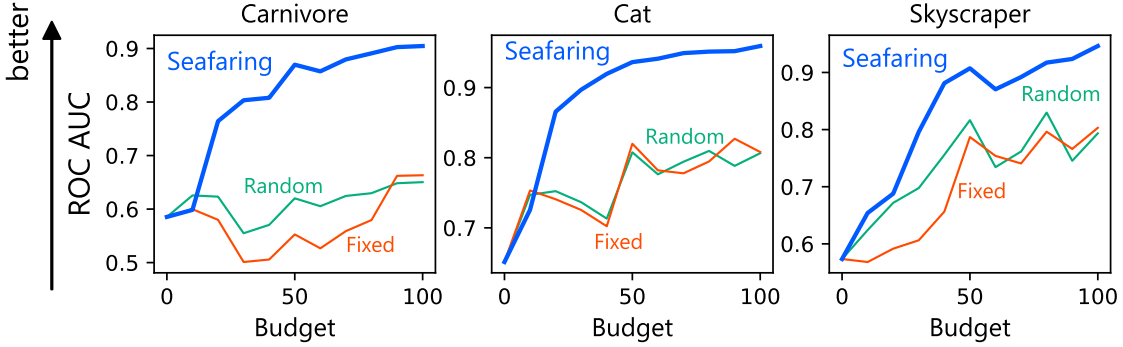 better
ROC AUC
Carnivore
0.9
0.8
0.7
0.6
0.5
Seafaring
Random
Fixed
0 50 100
Budget
Cat
0.9
0.8
0.7
Seafaring
Random
Fixed
0 50 100
Budget
Skyscraper
0.9
0.8
0.7
0.6
Seafaring
Random
Fixed
0 50 100
Budget